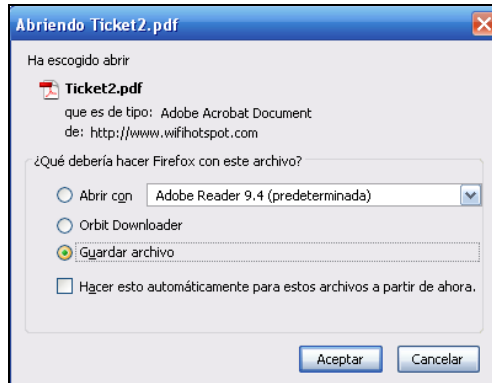 Abriendo Ticket2.pdf
Ha escogido abrir
Ticket2.pdf
que es de tipo: Adobe Acrobat Document
de: http://www.wifihotspot.com
¿Qué debería hacer Firefox con este archivo?
Abrir con Adobe Reader 9.4 (predeterminada)
Orbit Downloader
Guardar archivo
Hacer esto automáticamente para estos archivos a partir de ahora.
Aceptar Cancelar